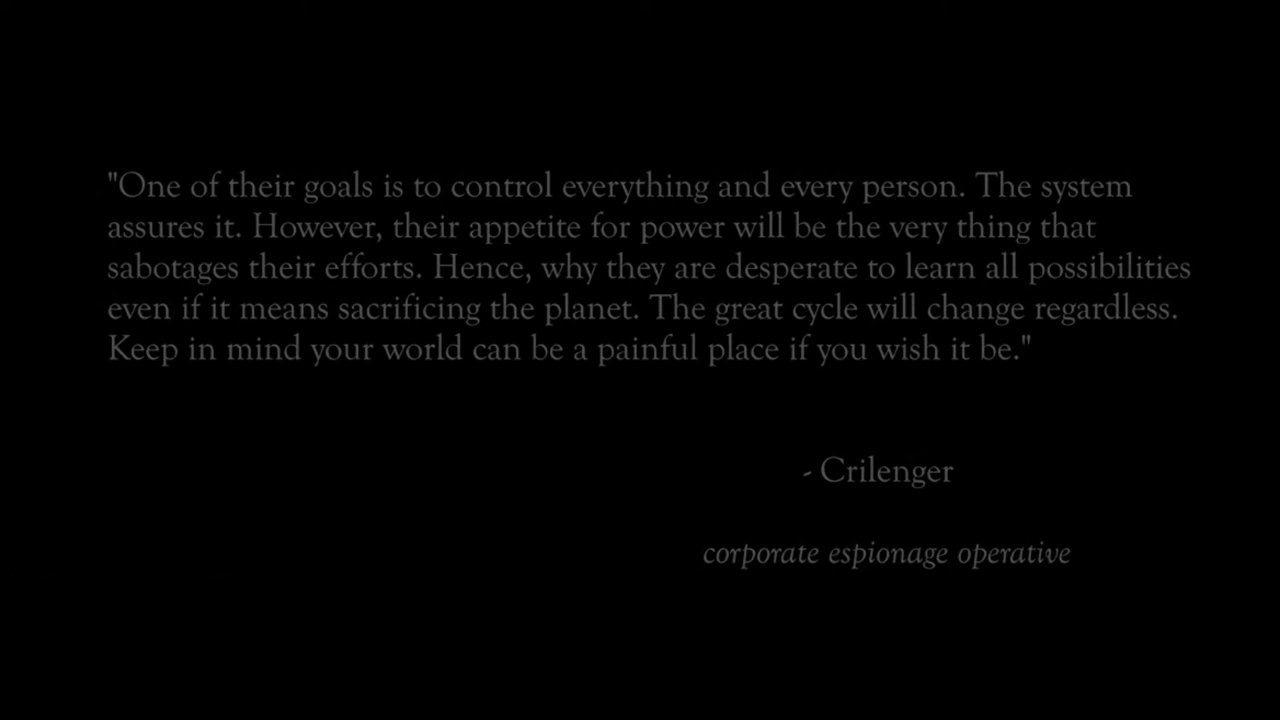 "One of their goals is to control everything and every person. The system
assures it. However, their appetite for power will be the very thing that
sabotages their efforts. Hence, why they are desperate to learn all possibilities
even if it means sacrificing the planet. The great cycle will change regardless.
Keep in mind your world can be a painful place if you wish it be."
- Crilenger
corporate espionage operative